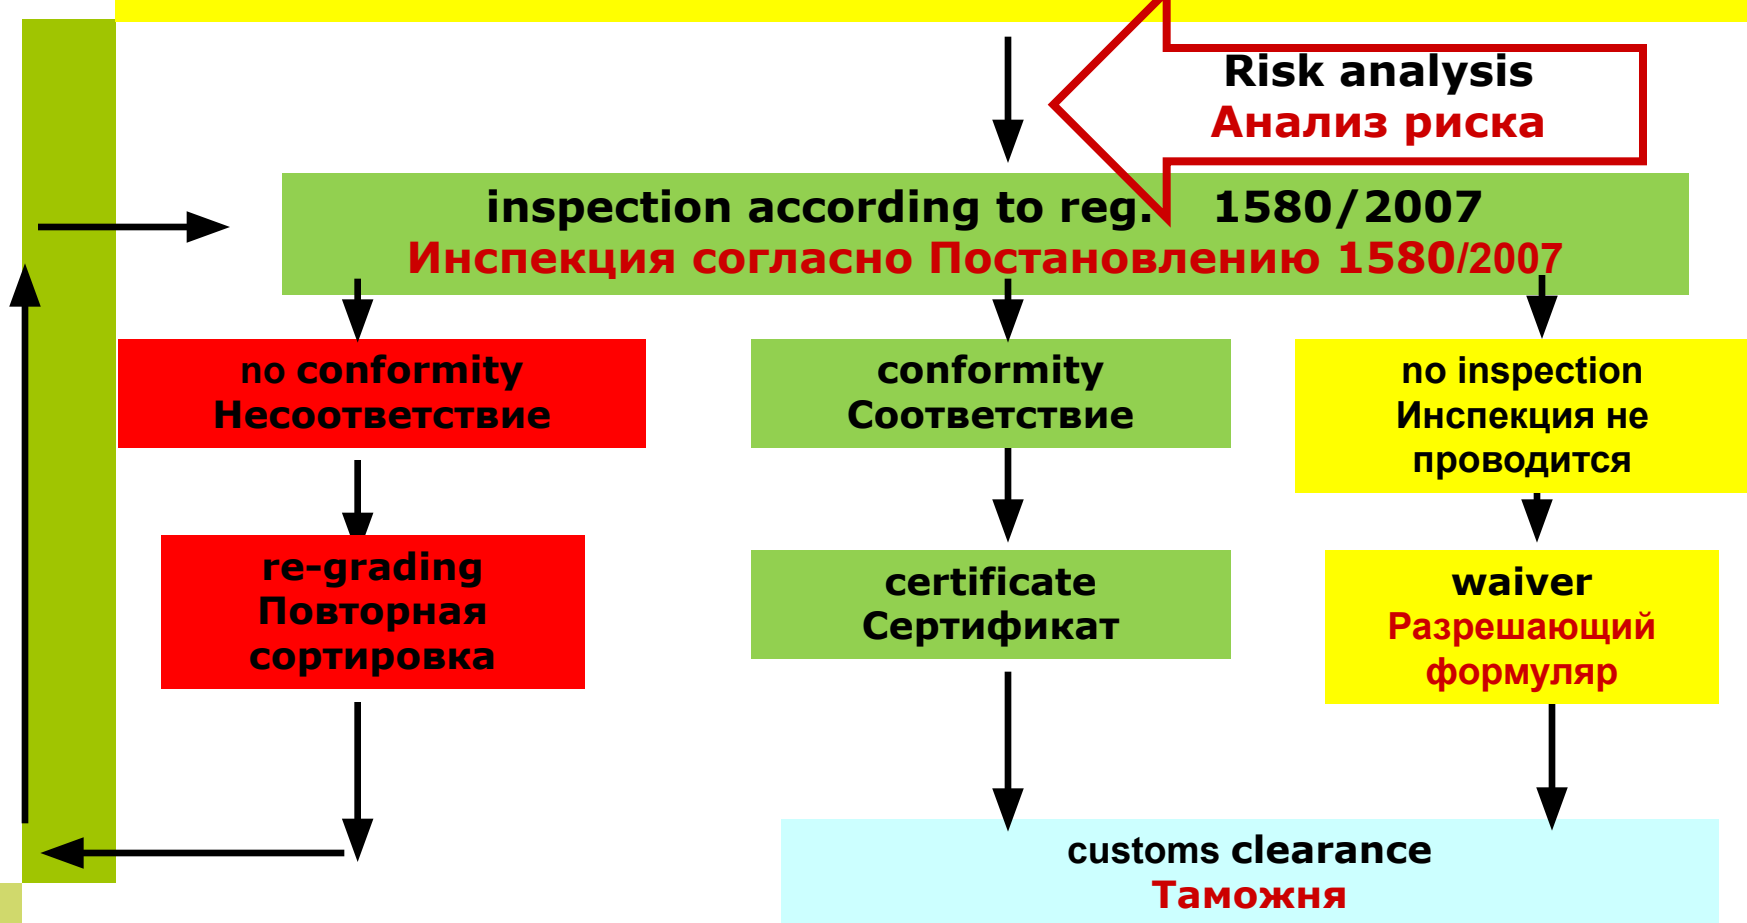 Risk analysis
Анализ риска
inspection according to reg. 1580/2007
Инспекция согласно Постановлению 1580/2007
no conformity
Несоответствие
conformity
Соответствие
no inspection
Инспекция не
проводится
re-grading
Повторная
сортировка
certificate
Сертификат
waiver
Разрешающий
формуляр
customs clearance
Таможня